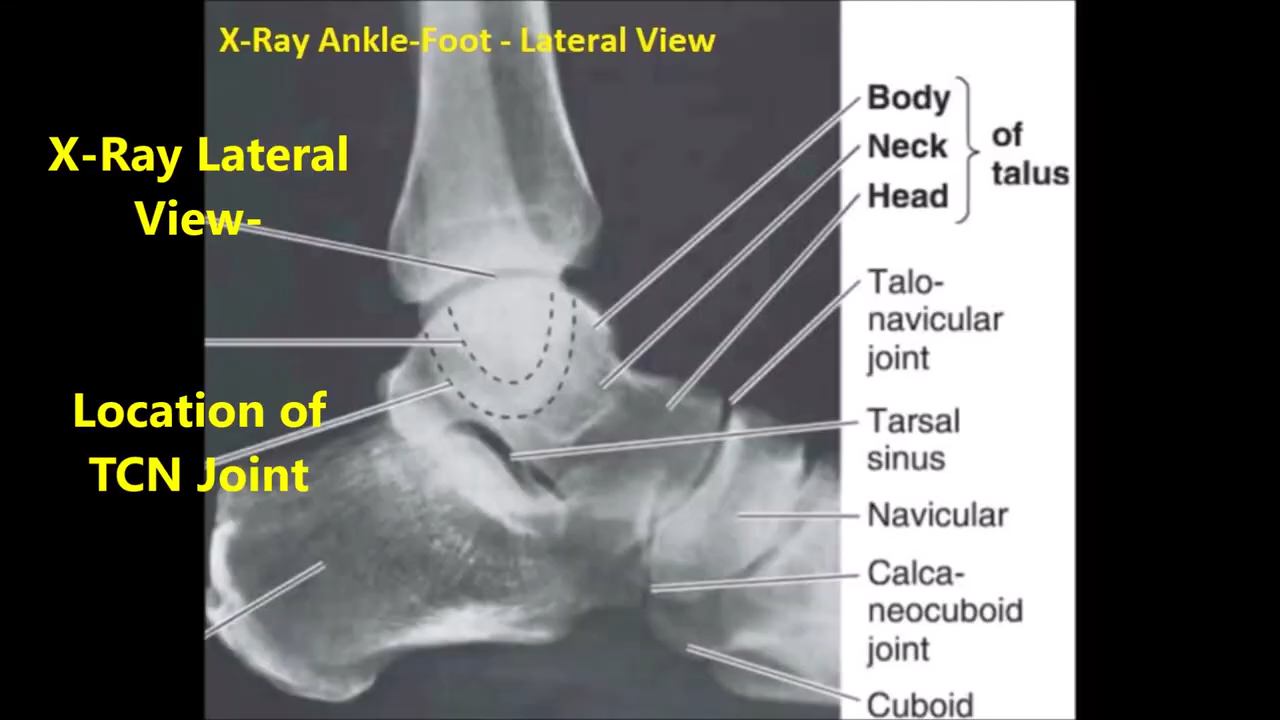 X-Ray Ankle-Foot - Lateral View
X-Ray Lateral
View-
Location of
TCN Joint
Body
Neck
Head
of
talus
Talo-
navicular
joint
Tarsal
sinus
Navicular
Calca-
neocuboid
joint
Cuboid